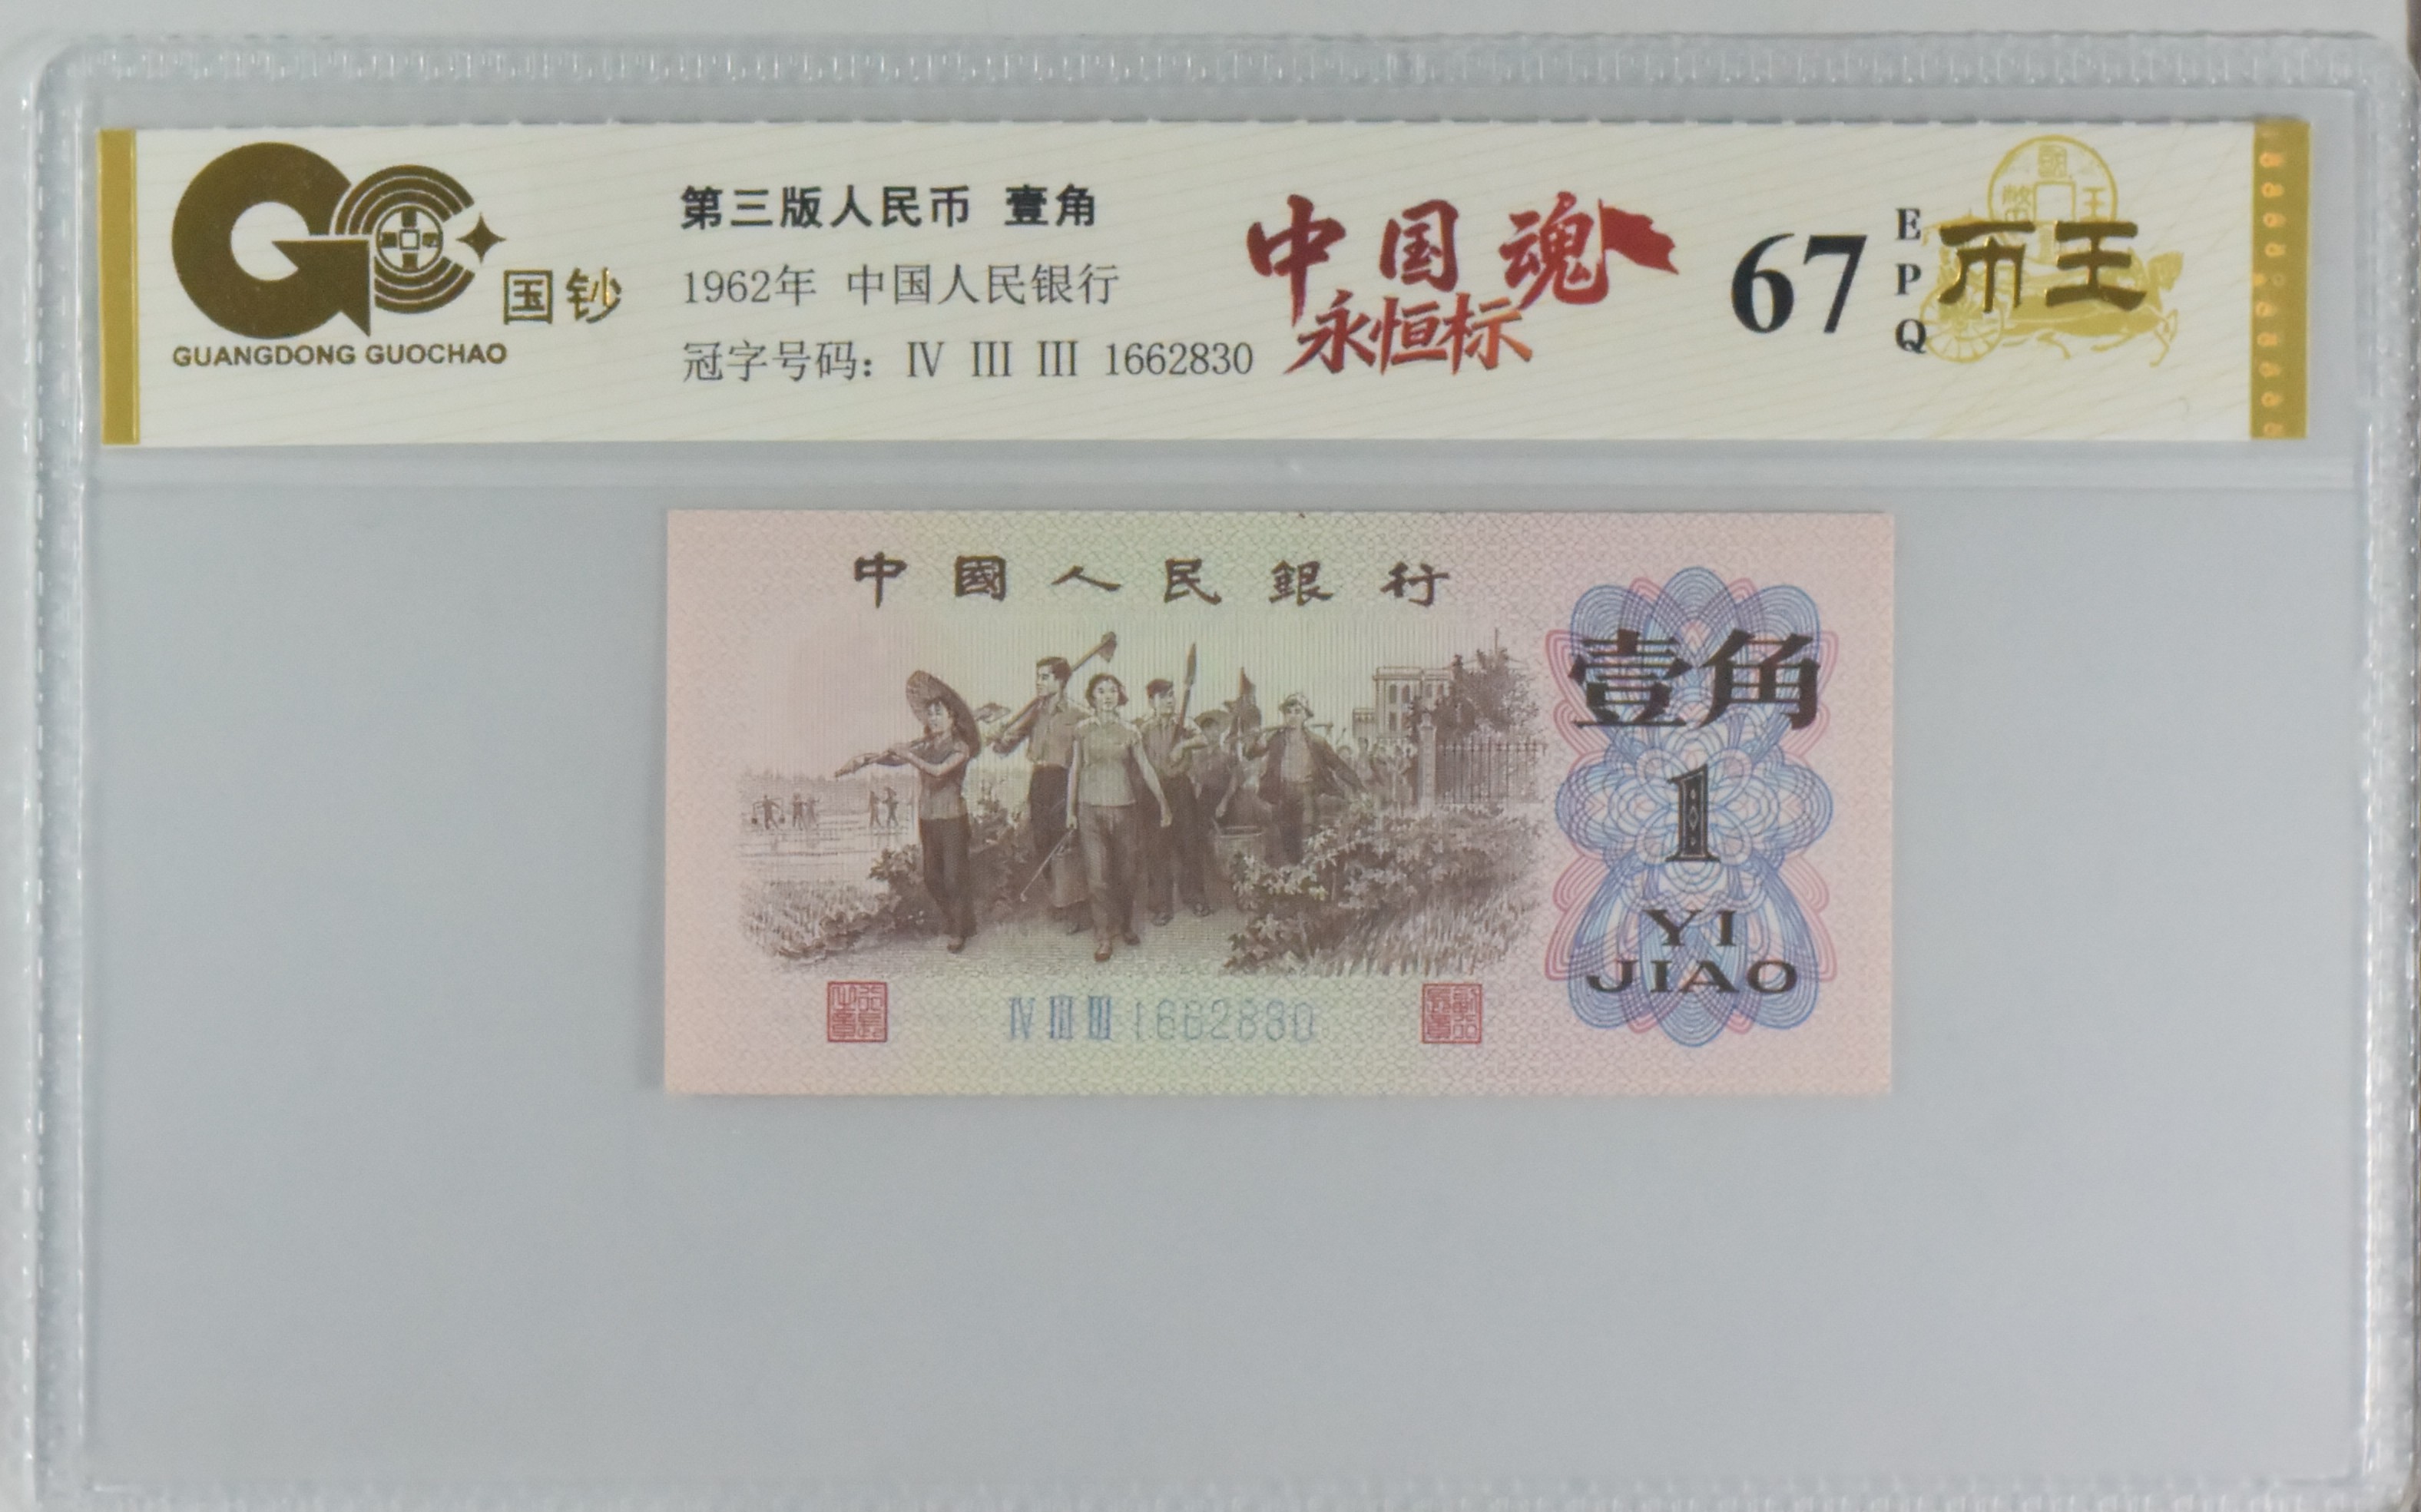 国钞
GUANGDONG GUOCHAO
第三版人民币 壹角
1962年 中国人民银行
冠字号码：Ⅳ Ⅲ Ⅲ 1662830
中国魂
永恒标
67
EPQ
币王
中國人民銀行
壹角
1
YI
JIAO
Ⅳ Ⅲ Ⅲ 1662830